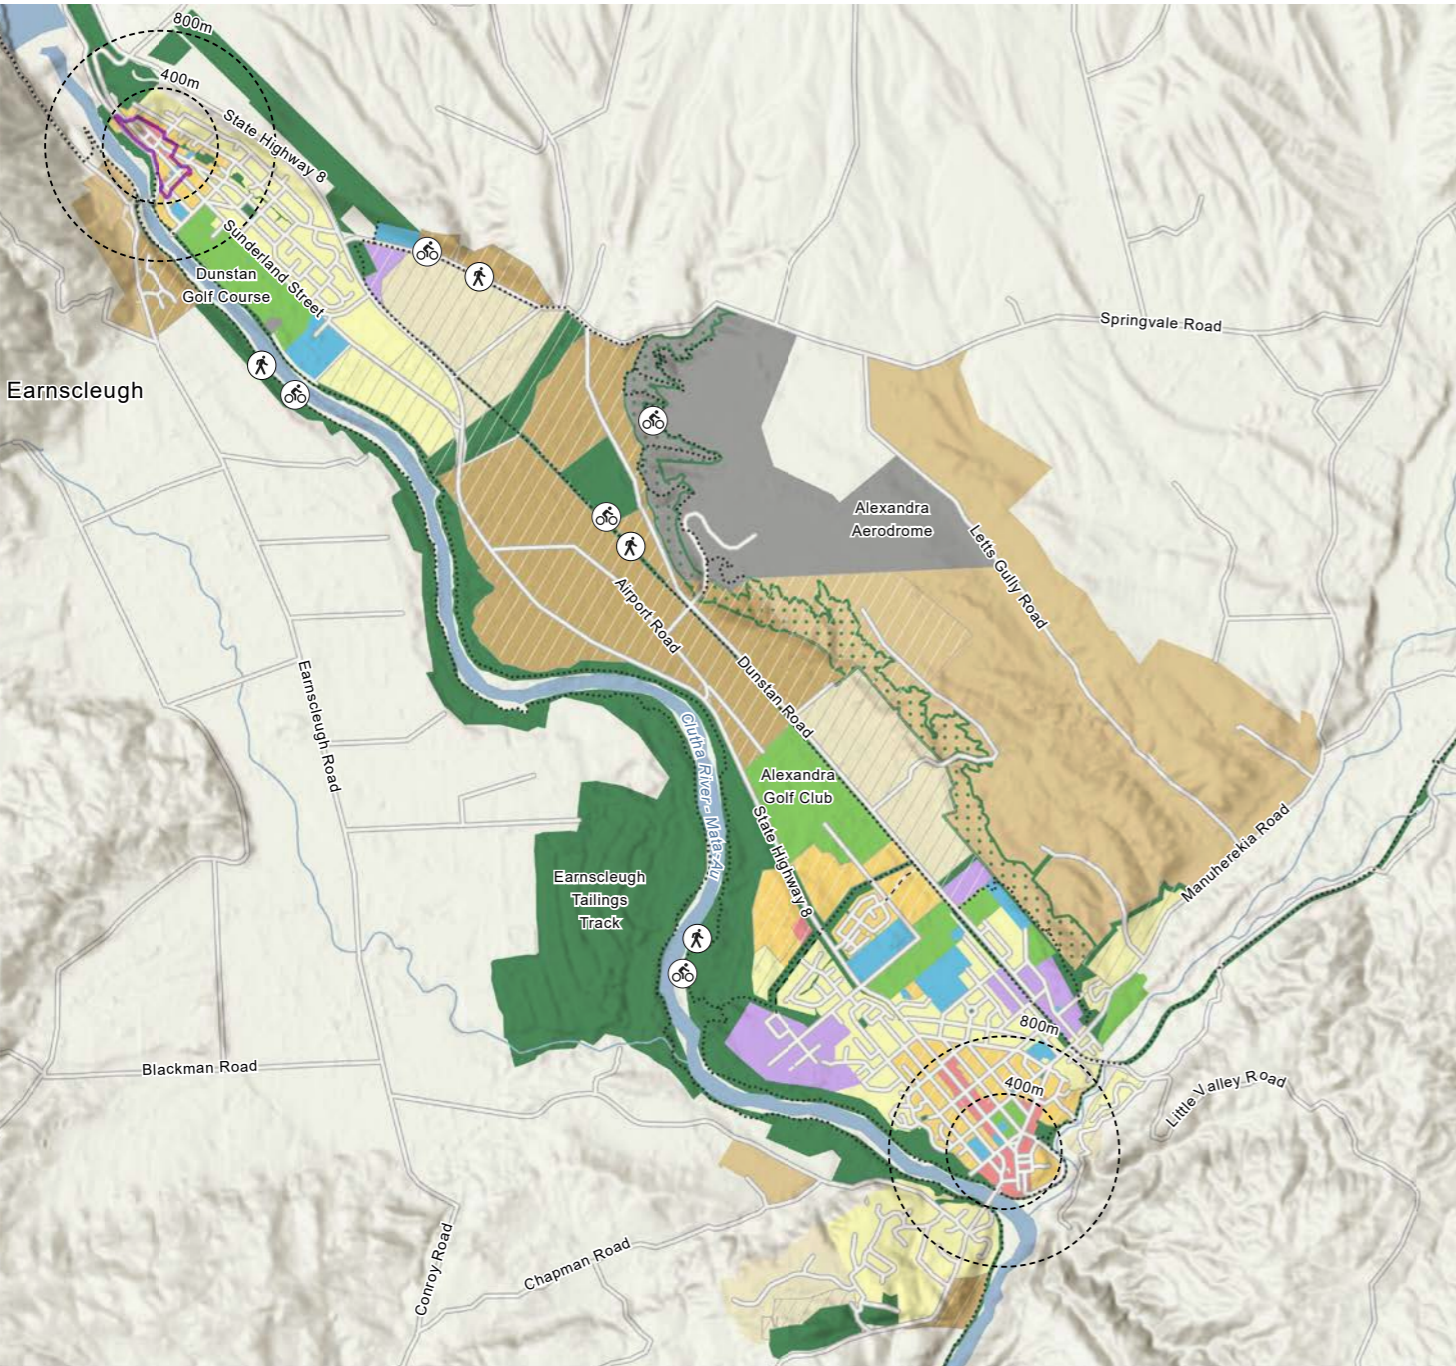 800m
400m
State Highway 8
Sunderland Street
Dunstan
Golf Course
Springvale Road
Earnscleugh
Alexandra
Aerodrome
Letts Gully Road
Airport Road
Earnscleugh Road
Dunstan Road
Clutha River - Mata-Au
Alexandra
Golf Club
State Highway 8
Manuherekia Road
Earnscleugh
Tailings
Track
800m
Blackman Road
400m
Little Valley Road
Conroy Road
Chapman Road